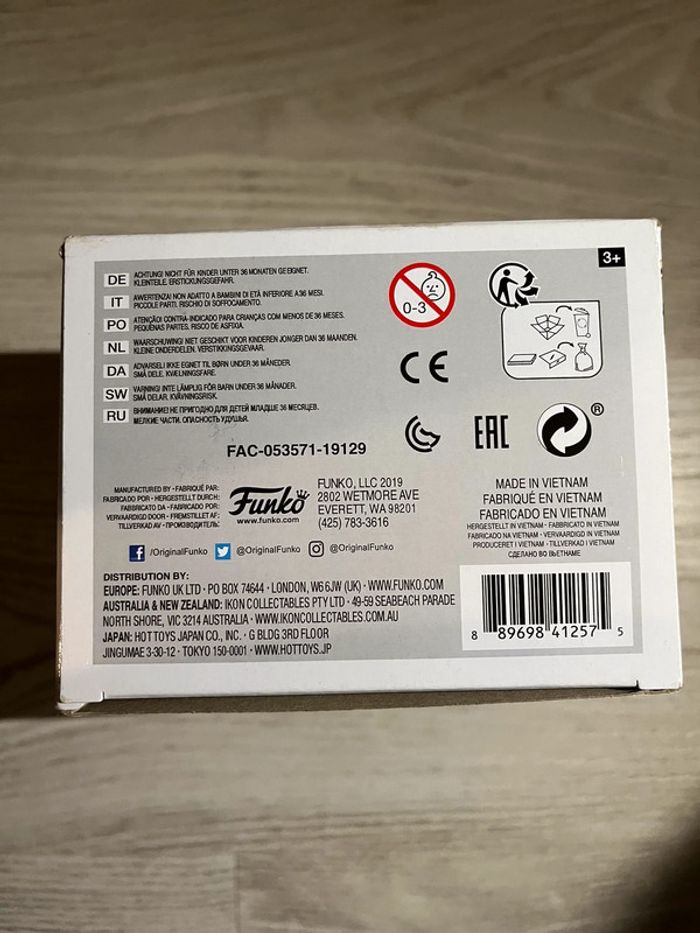 3+
DE ACHTUNG! NICHT FÜR KINDER UNTER 36 MONATEN GEEIGNET.
KLEINTEILE. ERSTICKUNGSGEFAHR.
IT AVVERTENZA! NON ADATTO A BAMBINI DI ETÀ INFERIORE A 36 MESI.
PICCOLE PARTI. RISCHIO DI SOFFOCAMENTO.
PO ATENÇÃO! CONTRA-INDICADO PARA CRIANÇAS COM MENOS DE 36 MESES.
PEQUENAS PARTES. RISCO DE ASFIXIA.
NL WAARSCHUWING! NIET GESCHIKT VOOR KINDEREN JONGER DAN 36 MAANDEN.
KLEINE ONDERDELEN. VERSTIKKINGSGEVAAR.
DA ADVARSEL! IKKE EGNET TIL BØRN UNDER 36 MÅNEDER.
SMÅ DELE. KVÆLNINGSFARE.
SW VARNING! INTE LÄMPLIG FÖR BARN UNDER 36 MÅNADER.
SMÅ DELAR. KVÄVNINGSRISK.
RU ВНИМАНИЕ! НЕ ПРИГОДНО ДЛЯ ДЕТЕЙ МЛАДШЕ 36 МЕСЯЦЕВ.
МЕЛКИЕ ЧАСТИ. ОПАСНОСТЬ УДУШЬЯ.
0-3
CE
EAC
®
FAC-053571-19129
MANUFACTURED BY · FABRIQUÉ PAR:
FABRICADO POR · HERGESTELLT DURCH:
FABBRICATO DA · FABRICADO POR:
VERVAARDIGD DOOR · FREMSTILLET AF:
TILLVERKAD AV · ПРОИЗВОДИТЕЛЬ:
Funko
www.funko.com
FUNKO, LLC 2019
2802 WETMORE AVE
EVERETT, WA 98201
(425) 783-3616
MADE IN VIETNAM
FABRIQUÉ EN VIETNAM
FABRICADO EN VIETNAM
HERGESTELLT IN VIETNAM · FABBRICATO IN VIETNAM
FABRICADO NA VIETNAM · VERVAARDIGD IN VIETNAM
PRODUCERET I VIETNAM · TILLVERKAD I VIETNAM
СДЕЛАНО ВО ВЬЕТНАМЕ
/OriginalFunko @OriginalFunko @OriginalFunko
DISTRIBUTION BY:
EUROPE: FUNKO UK LTD · PO BOX 74644 · LONDON, W6 6JW (UK) · WWW.FUNKO.COM
AUSTRALIA & NEW ZEALAND: IKON COLLECTABLES PTY LTD · 49-59 SEABEACH PARADE
NORTH SHORE, VIC 3214 AUSTRALIA · WWW.IKONCOLLECTABLES.COM.AU
JAPAN: HOT TOYS JAPAN CO., INC. · G BLDG 3RD FLOOR
JINGUMAE 3-30-12 · TOKYO 150-0001 · WWW.HOTTOYS.JP
8 89698 41257 5